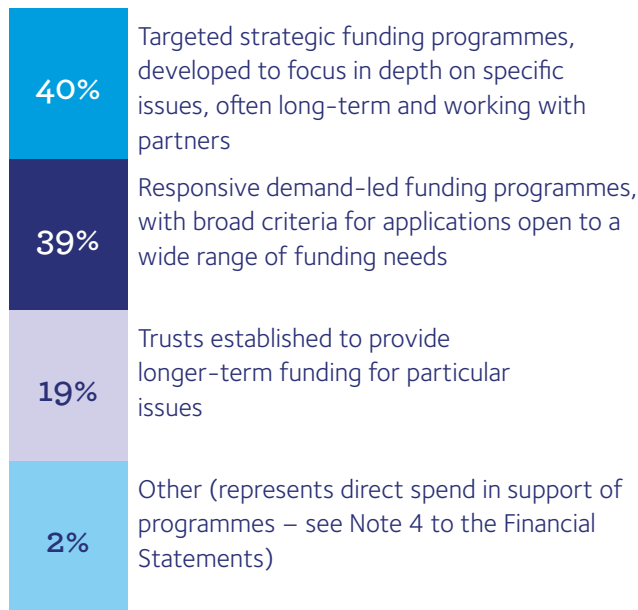 40%
Targeted strategic funding programmes,
developed to focus in depth on specific
issues, often long-term and working with
partners
39%
Responsive demand-led funding programmes,
with broad criteria for applications open to a
wide range of funding needs
19%
Trusts established to provide
longer-term funding for particular
issues
2%
Other (represents direct spend in support of
programmes – see Note 4 to the Financial
Statements)